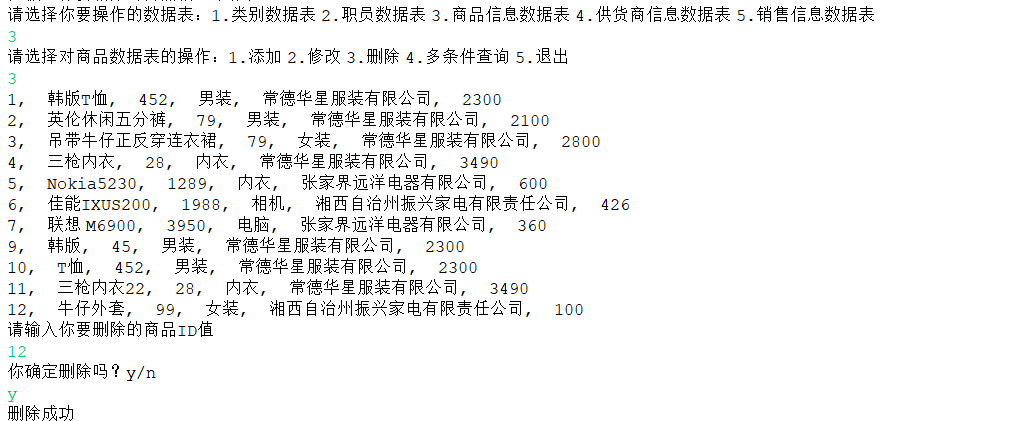 请选择你要操作的数据表：1.类别数据表 2.职员数据表 3.商品信息数据表 4.供货商信息数据表 5.销售信息数据表
3
请选择对商品数据表的操作：1.添加 2.修改 3.删除 4.多条件查询 5.退出
3
1, 韩版T恤, 452, 男装, 常德华星服装有限公司, 2300
2, 英伦休闲五分裤, 79, 男装, 常德华星服装有限公司, 2100
3, 吊带牛仔正反穿连衣裙, 79, 女装, 常德华星服装有限公司, 2800
4, 三枪内衣, 28, 内衣, 常德华星服装有限公司, 3490
5, Nokia5230, 1289, 内衣, 张家界远洋电器有限公司, 600
6, 佳能IXUS200, 1988, 相机, 湘西自治州振兴家电有限责任公司, 426
7, 联想M6900, 3950, 电脑, 张家界远洋电器有限公司, 360
9, 韩版, 45, 男装, 常德华星服装有限公司, 2300
10, T恤, 452, 男装, 常德华星服装有限公司, 2300
11, 三枪内衣22, 28, 内衣, 常德华星服装有限公司, 3490
12, 牛仔外套, 99, 女装, 湘西自治州振兴家电有限责任公司, 100
请输入你要删除的商品ID值
12
你确定删除吗？y/n
y
删除成功